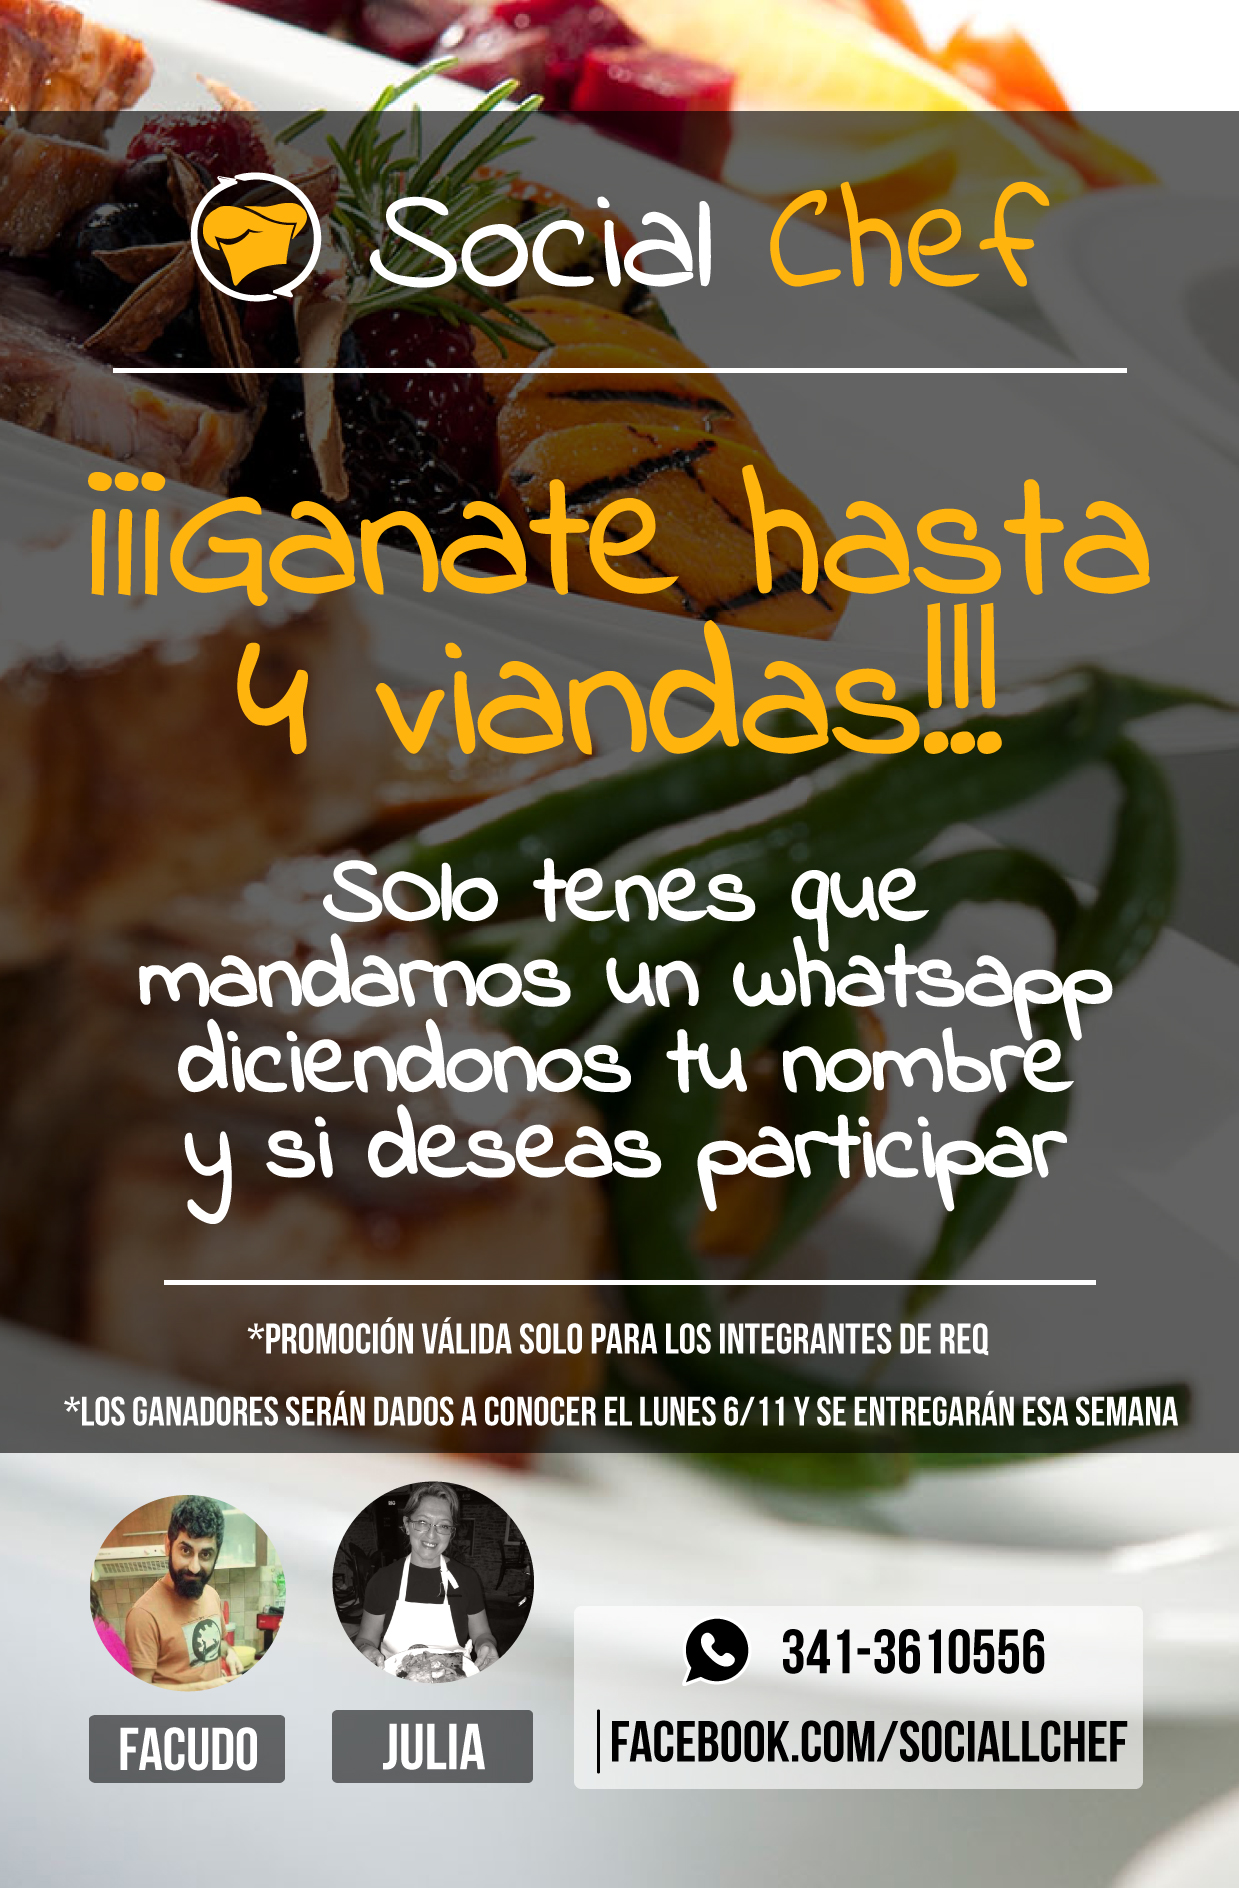 Social Chef
¡¡¡Ganate hasta
4 viandas!!!
Solo tenes que
mandarnos un whatsapp
diciendonos tu nombre
y si deseas participar
*PROMOCIÓN VÁLIDA SOLO PARA LOS INTEGRANTES DE REQ
*LOS GANADORES SERÁN DADOS A CONOCER EL LUNES 6/11 Y SE ENTREGARÁN ESA SEMANA
FACUDO
JULIA
341-3610556
FACEBOOK.COM/SOCIALLCHEF